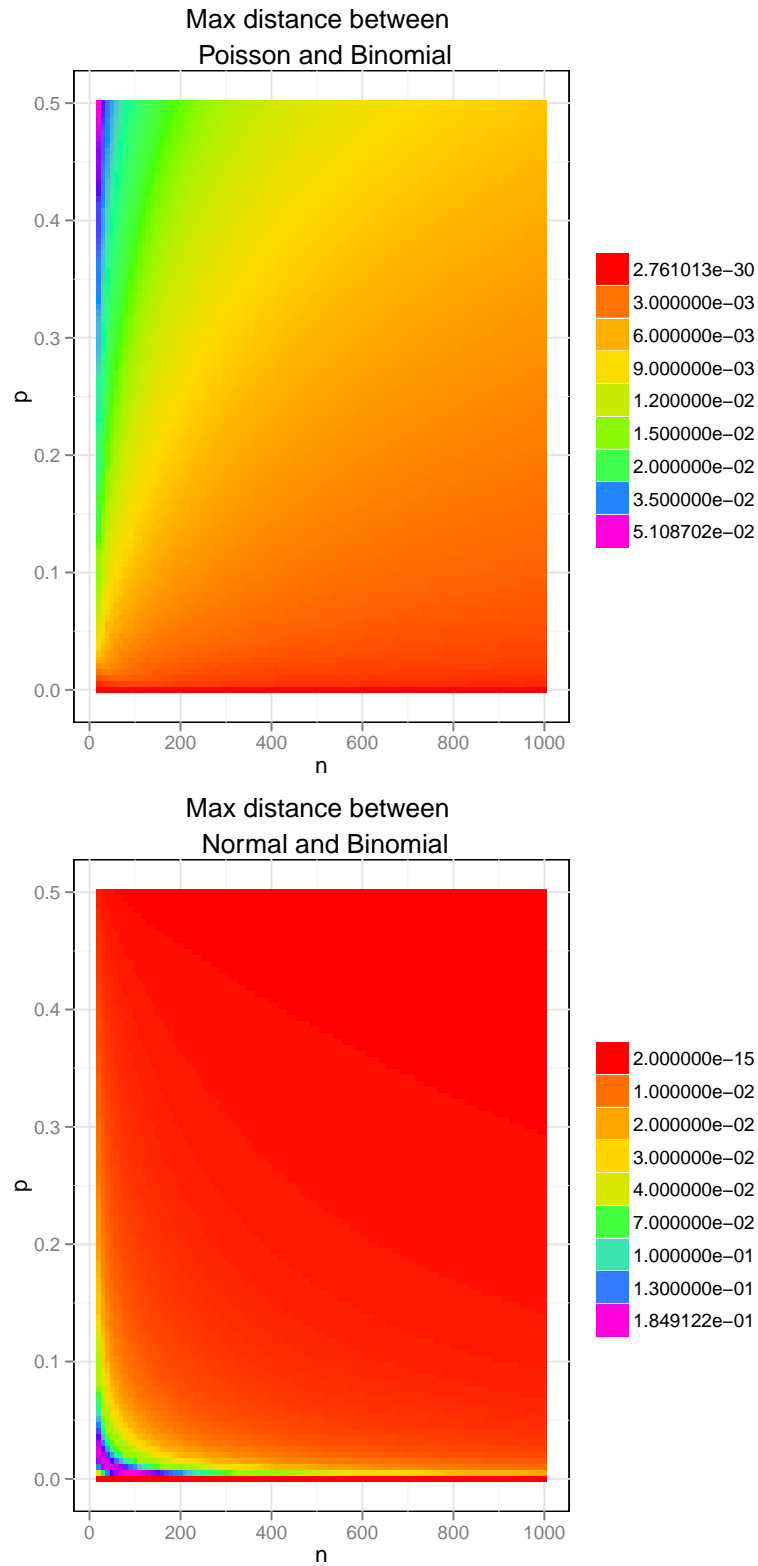 Max distance between
Poisson and Binomial
0.5
0.4
0.3
0.2
0.1
0.0
p
0
200
400
600
800
1000
n
2.761013e−30
3.000000e−03
6.000000e−03
9.000000e−03
1.200000e−02
1.500000e−02
2.000000e−02
3.500000e−02
5.108702e−02
Max distance between
Normal and Binomial
0.5
0.4
0.3
0.2
0.1
0.0
p
0
200
400
600
800
1000
n
2.000000e−15
1.000000e−02
2.000000e−02
3.000000e−02
4.000000e−02
7.000000e−02
1.000000e−01
1.300000e−01
1.849122e−01